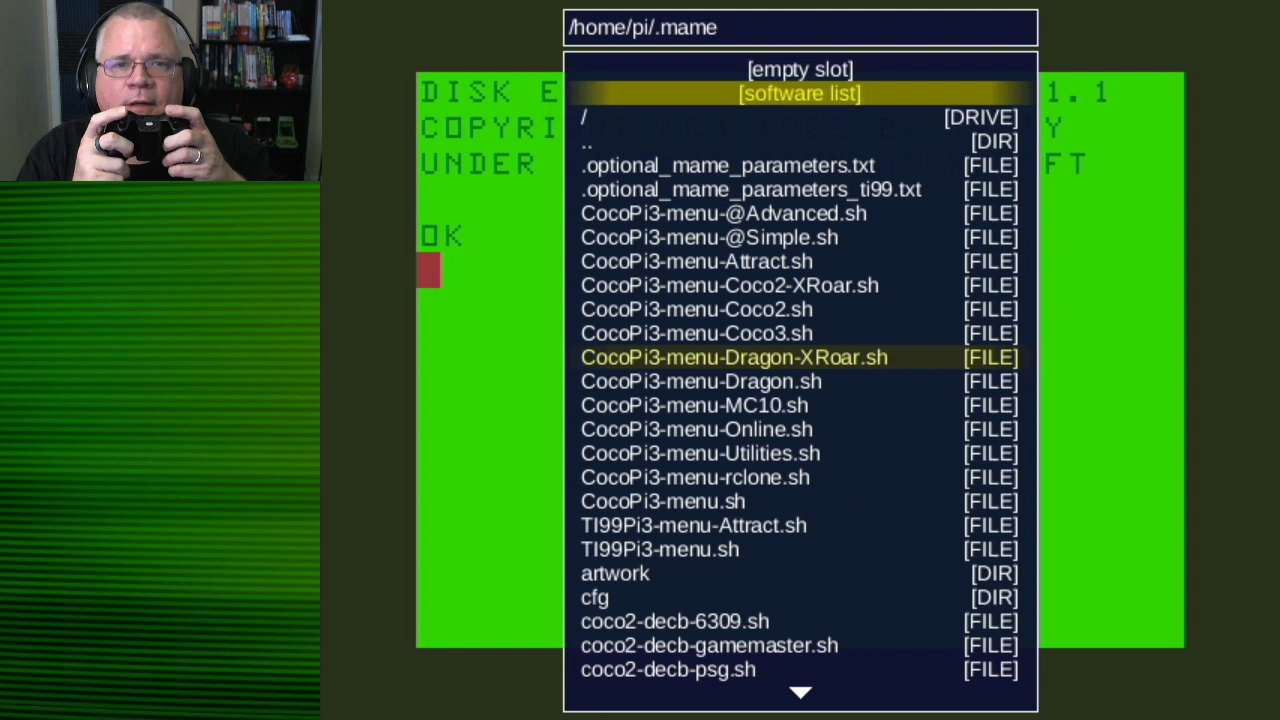 /home/pi/.mame
[empty slot]
[software list]
/ [DRIVE]
.. [DIR]
.optional_mame_parameters.txt [FILE]
.optional_mame_parameters_ti99.txt [FILE]
CocoPi3-menu-@Advanced.sh [FILE]
CocoPi3-menu-@Simple.sh [FILE]
CocoPi3-menu-Attract.sh [FILE]
CocoPi3-menu-Coco2-XRoar.sh [FILE]
CocoPi3-menu-Coco2.sh [FILE]
CocoPi3-menu-Coco3.sh [FILE]
CocoPi3-menu-Dragon-XRoar.sh [FILE]
CocoPi3-menu-Dragon.sh [FILE]
CocoPi3-menu-MC10.sh [FILE]
CocoPi3-menu-Online.sh [FILE]
CocoPi3-menu-Utilities.sh [FILE]
CocoPi3-menu-rclone.sh [FILE]
CocoPi3-menu.sh [FILE]
TI99Pi3-menu-Attract.sh [FILE]
TI99Pi3-menu.sh [FILE]
artwork [DIR]
cfg [DIR]
coco2-decb-6309.sh [FILE]
coco2-decb-gamemaster.sh [FILE]
coco2-decb-psg.sh [FILE]
DISK E 1.1
COPYRI Y
UNDER FT
OK